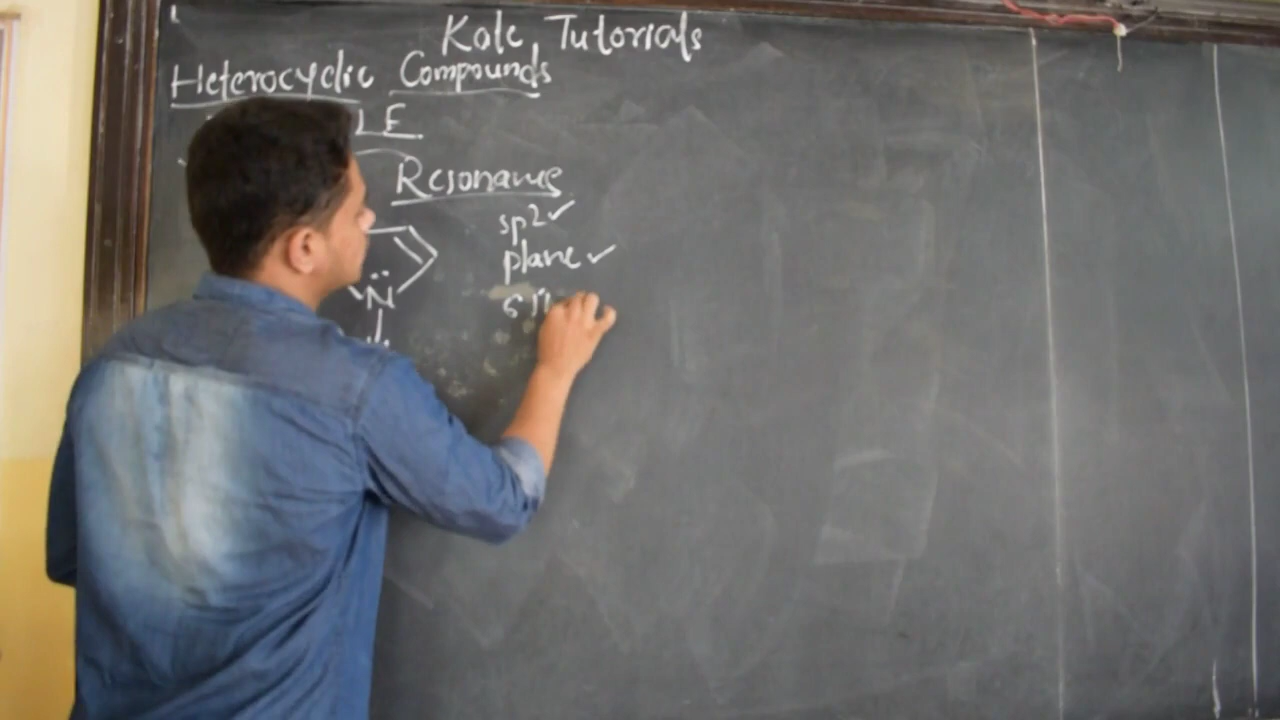 Kole Tutorials
Heterocyclic Compounds
LE
Resonance
sp2 ✓
plane ✓
N